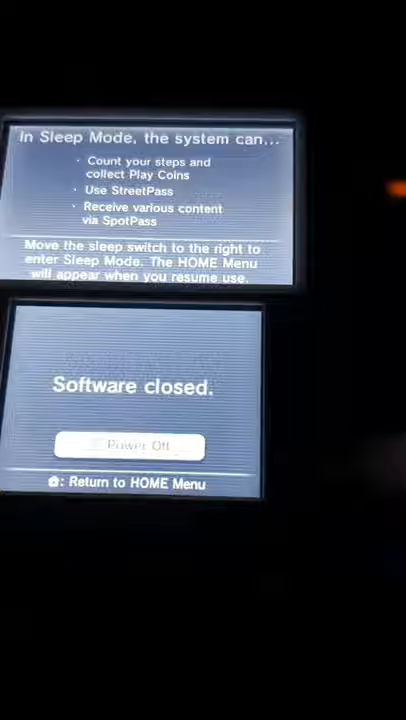 In Sleep Mode, the system can...
· Count your steps and
collect Play Coins
· Use StreetPass
· Receive various content
via SpotPass
Move the sleep switch to the right to
enter Sleep Mode. The HOME Menu
will appear when you resume use.
Software closed.
Power Off
: Return to HOME Menu